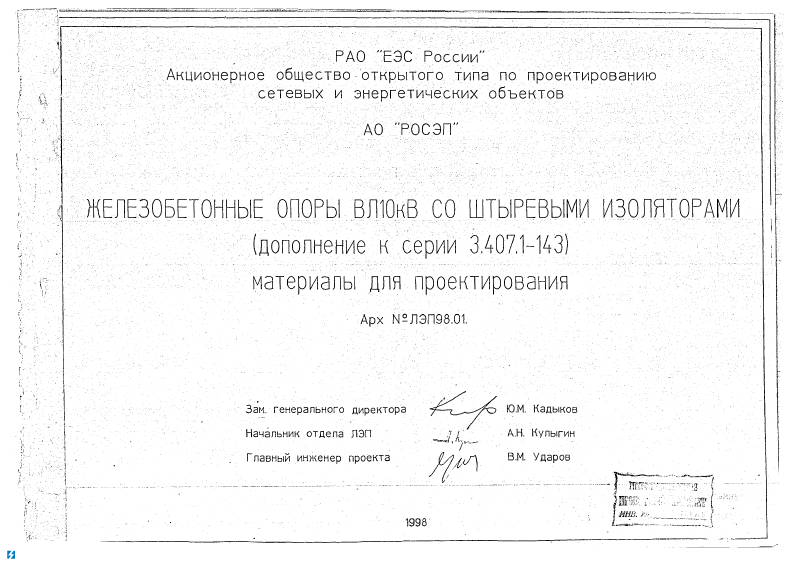 РАО "ЕЭС России"
Акционерное общество открытого типа по проектированию
сетевых и энергетических объектов
АО "РОСЭП"
ЖЕЛЕЗОБЕТОННЫЕ ОПОРЫ ВЛ10кВ СО ШТЫРЕВЫМИ ИЗОЛЯТОРАМИ
(дополнение к серии 3.407.1-143)
материалы для проектирования
Арх №ЛЭП98.01.
Зам. генерального директора Ю.М. Кадыков
Начальник отдела ЛЭП А.Н. Кулыгин
Главный инженер проекта В.М. Ударов
ИНВ. №
1998